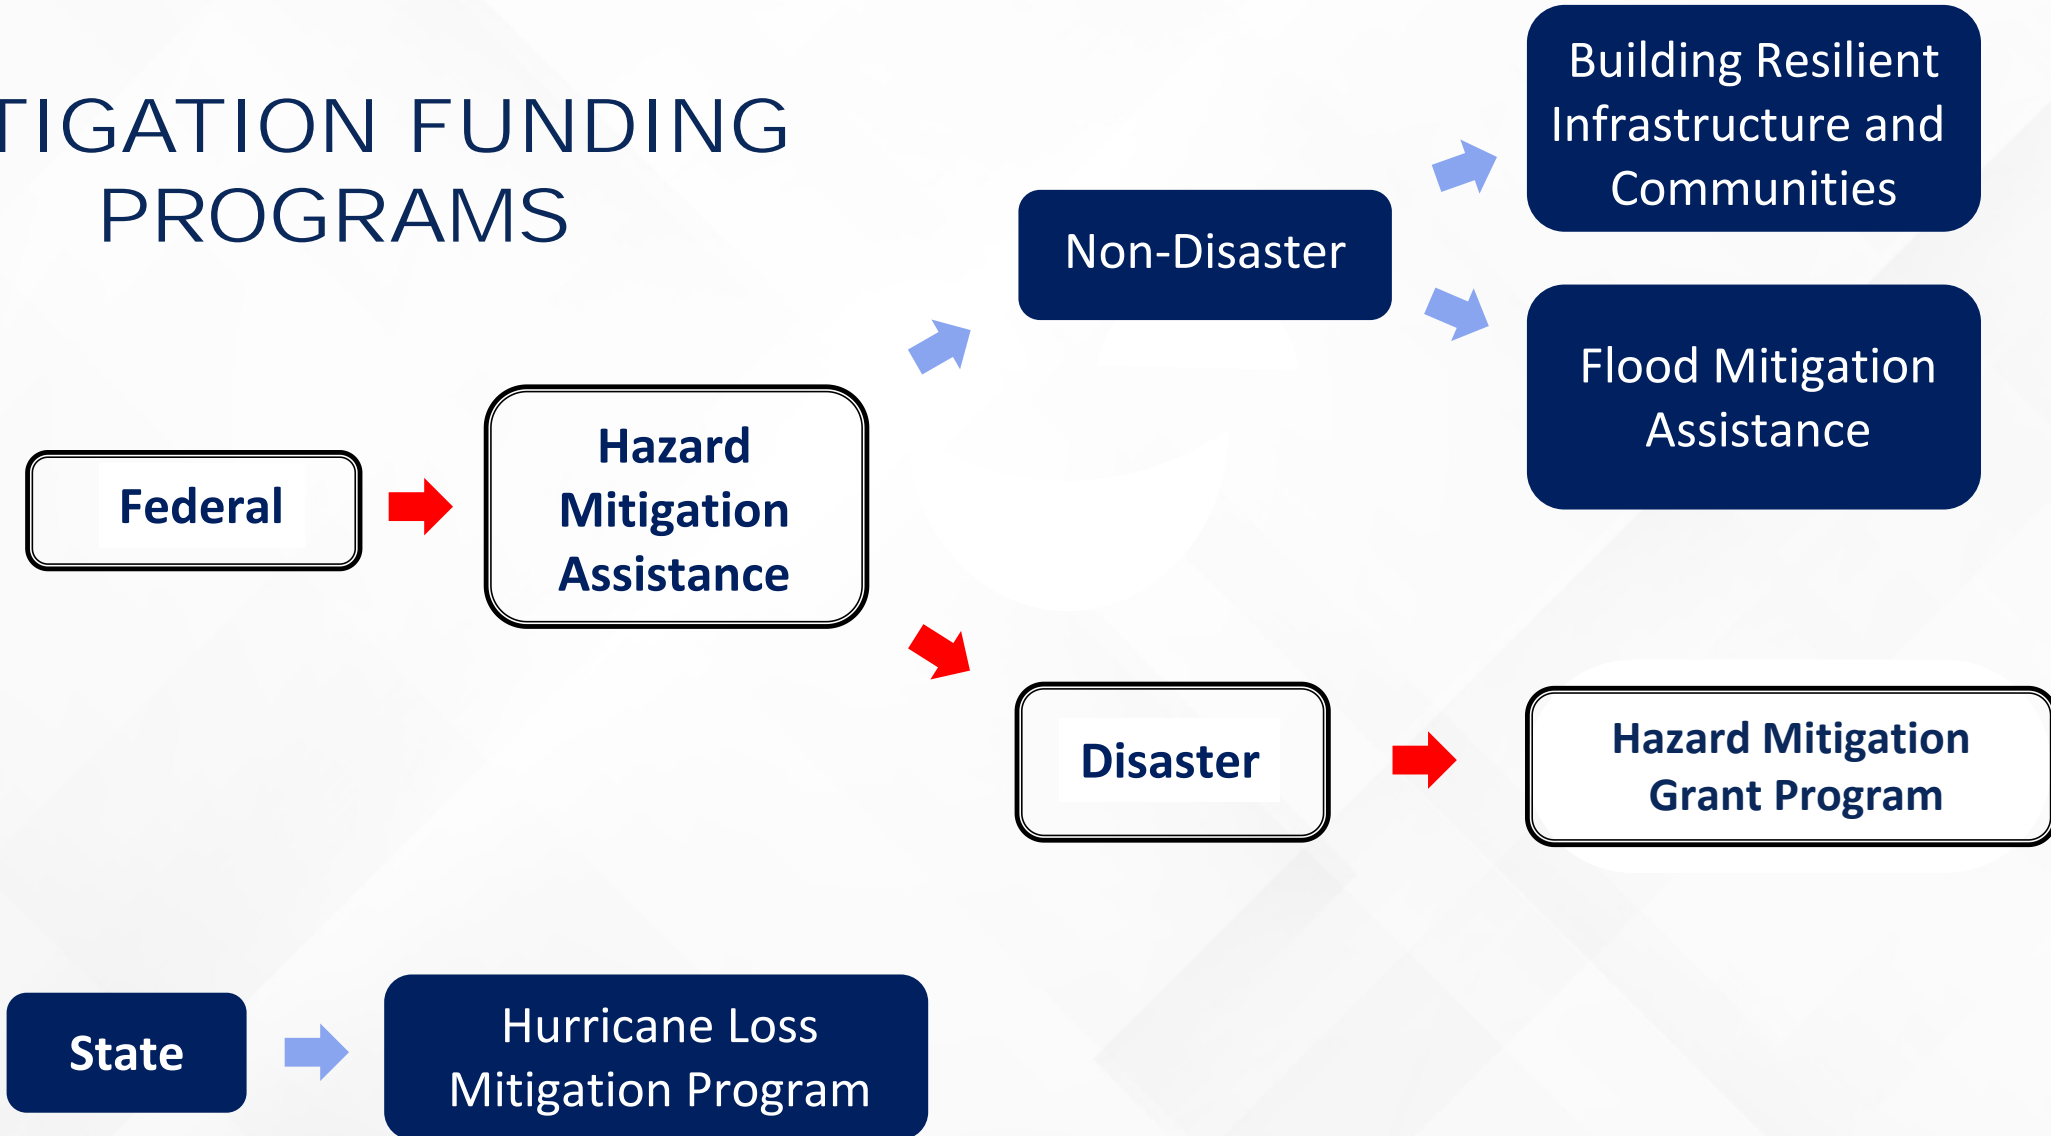 TIGATION FUNDING
PROGRAMS
Building Resilient
Infrastructure and
Communities
Non-Disaster
Flood Mitigation
Assistance
Hazard
Mitigation
Assistance
Federal
Disaster
Hazard Mitigation
Grant Program
State
Hurricane Loss
Mitigation Program